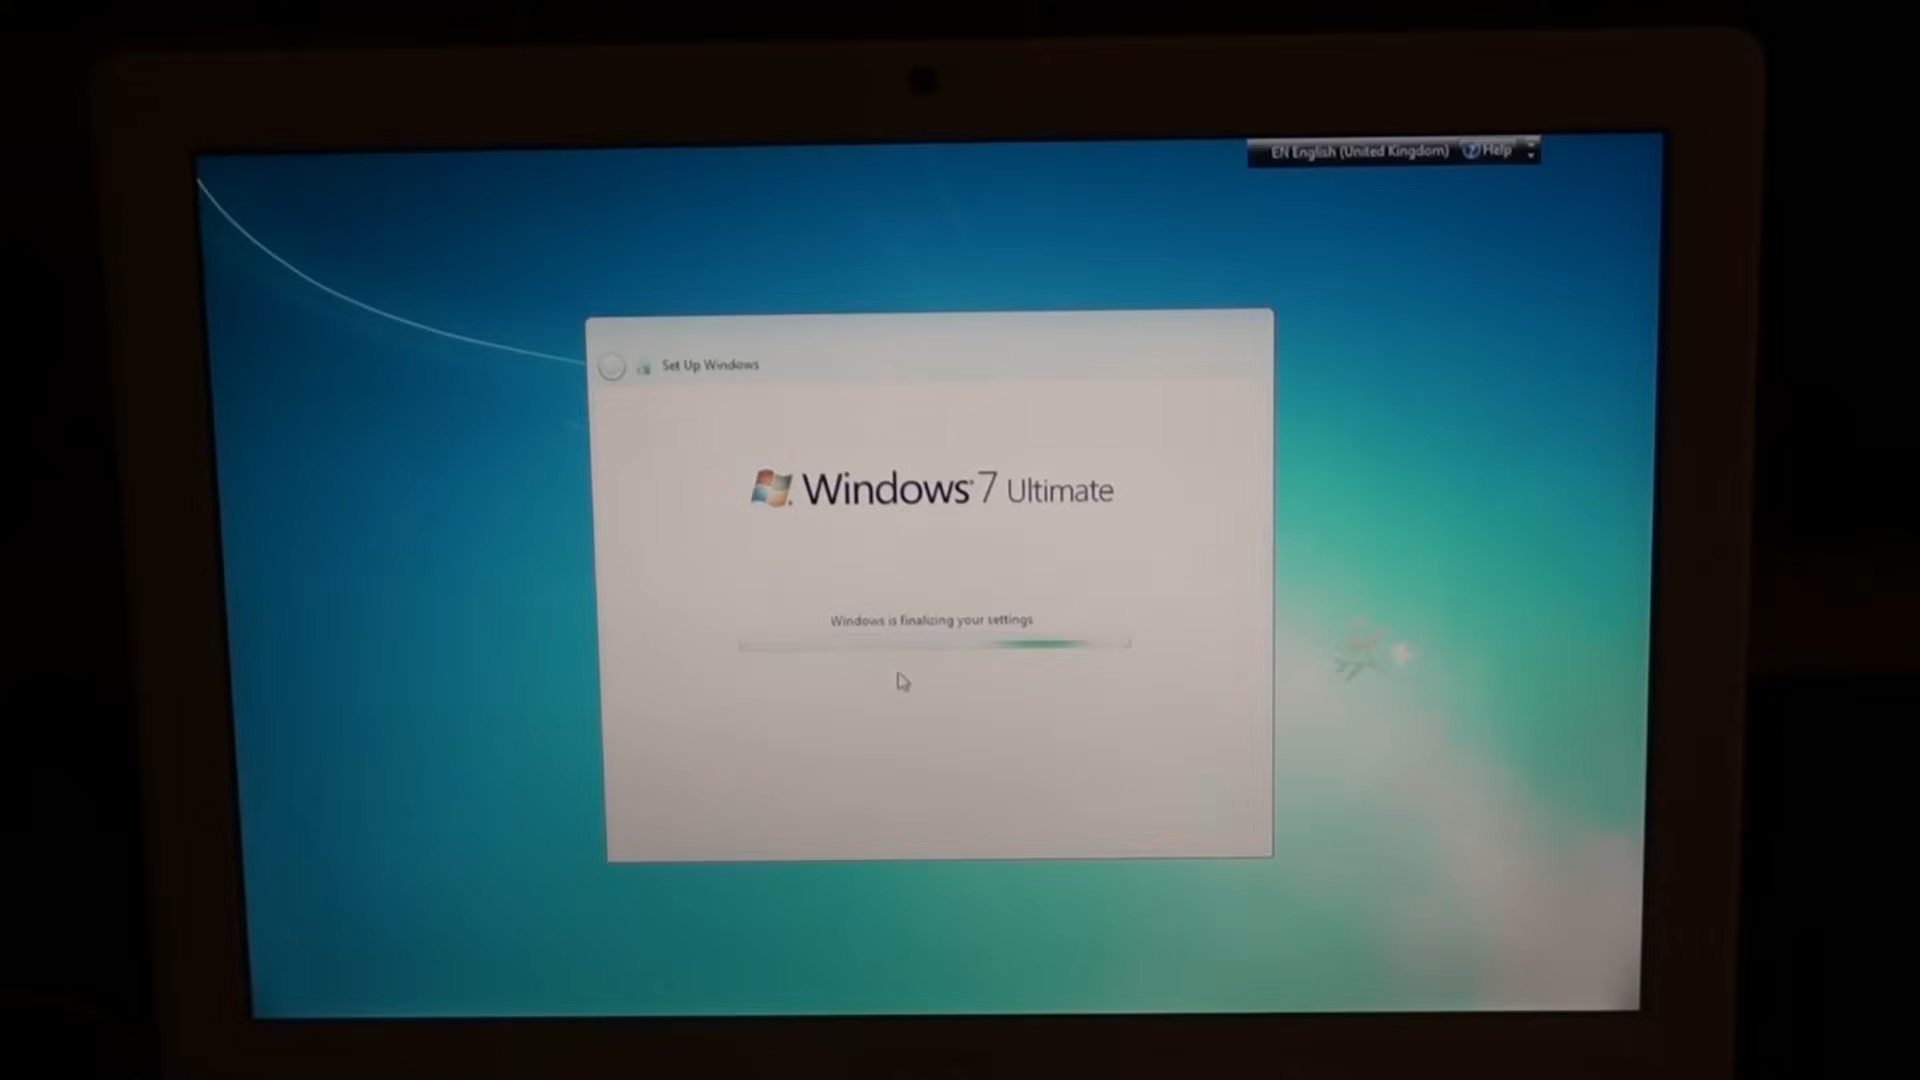 EN English (United Kingdom) Help
Set Up Windows
Windows 7 Ultimate
Windows is finalizing your settings